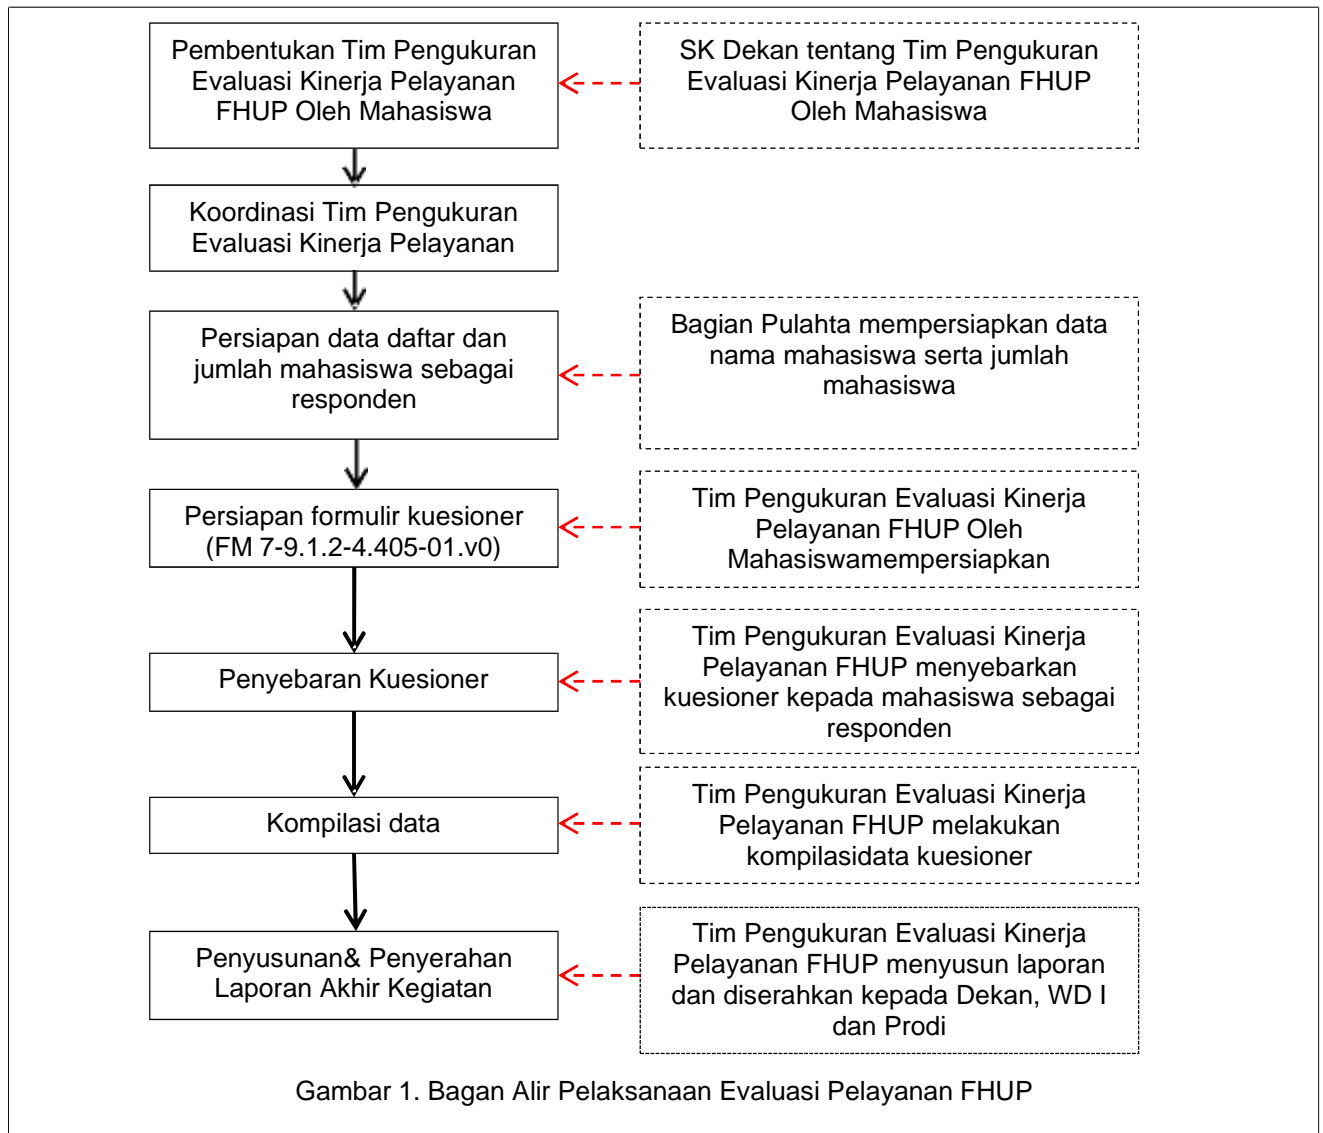 Pembentukan Tim Pengukuran
Evaluasi Kinerja Pelayanan
FHUP Oleh Mahasiswa
SK Dekan tentang Tim Pengukuran
Evaluasi Kinerja Pelayanan FHUP
Oleh Mahasiswa
Koordinasi Tim Pengukuran
Evaluasi Kinerja Pelayanan
Persiapan data daftar dan
jumlah mahasiswa sebagai
responden
Bagian Pulahta mempersiapkan data
nama mahasiswa serta jumlah
mahasiswa
Persiapan formulir kuesioner
(FM 7-9.1.2-4.405-01.v0)
Tim Pengukuran Evaluasi Kinerja
Pelayanan FHUP Oleh
Mahasiswamempersiapkan
Penyebaran Kuesioner
Tim Pengukuran Evaluasi Kinerja
Pelayanan FHUP menyebarkan
kuesioner kepada mahasiswa sebagai
responden
Kompilasi data
Tim Pengukuran Evaluasi Kinerja
Pelayanan FHUP melakukan
kompilasidata kuesioner
Penyusunan& Penyerahan
Laporan Akhir Kegiatan
Tim Pengukuran Evaluasi Kinerja
Pelayanan FHUP menyusun laporan
dan diserahkan kepada Dekan, WD I
dan Prodi
Gambar 1. Bagan Alir Pelaksanaan Evaluasi Pelayanan FHUP